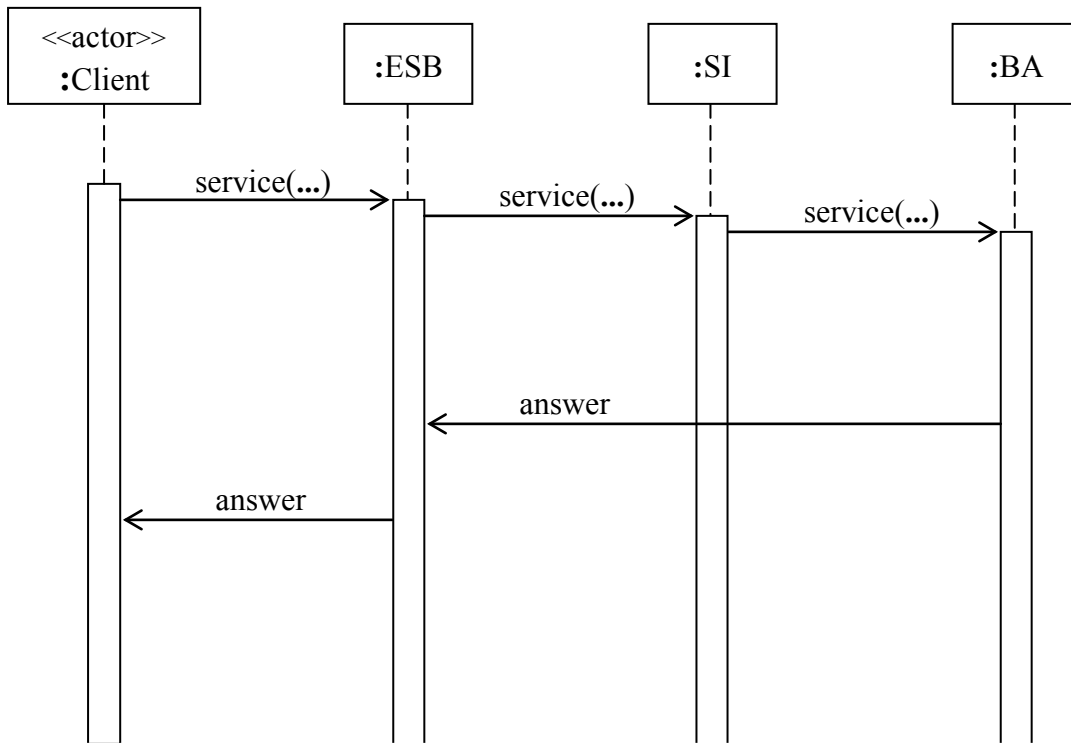 <<actor>>
:Client
:ESB
:SI
:BA
service(...)
service(...)
service(...)
answer
answer